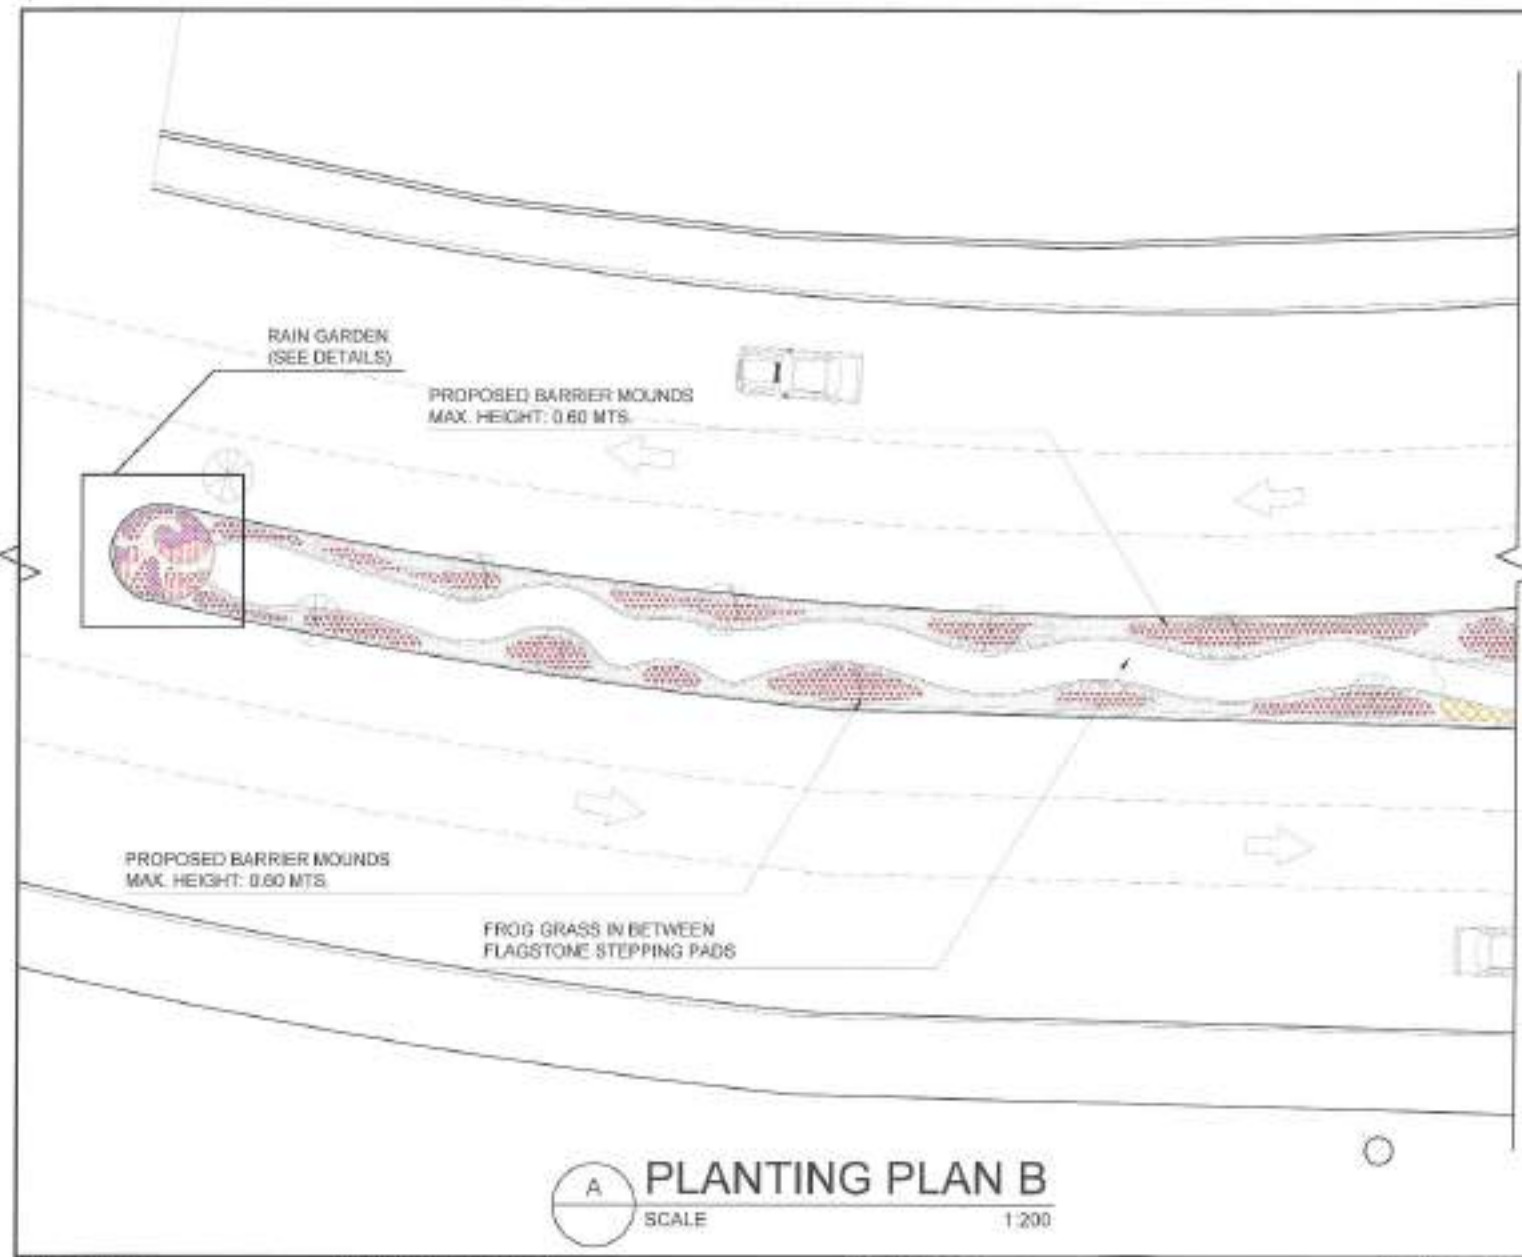 RAIN GARDEN
(SEE DETAILS)
PROPOSED BARRIER MOUNDS
MAX. HEIGHT: 0.60 MTS.
PROPOSED BARRIER MOUNDS
MAX. HEIGHT: 0.60 MTS.
FROG GRASS IN BETWEEN
FLAGSTONE STEPPING PADS
A
PLANTING PLAN B
SCALE 1:200